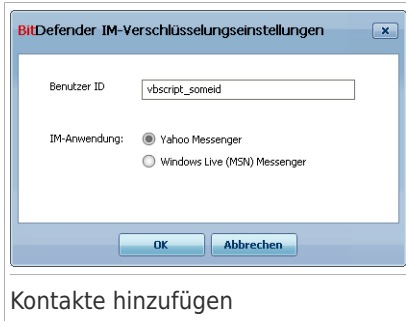 BitDefender IM-Verschlüsselungseinstellungen
Benutzer ID vbscript_someid
IM-Anwendung: Yahoo Messenger
Windows Live (MSN) Messenger
OK Abbrechen
Kontakte hinzufügen